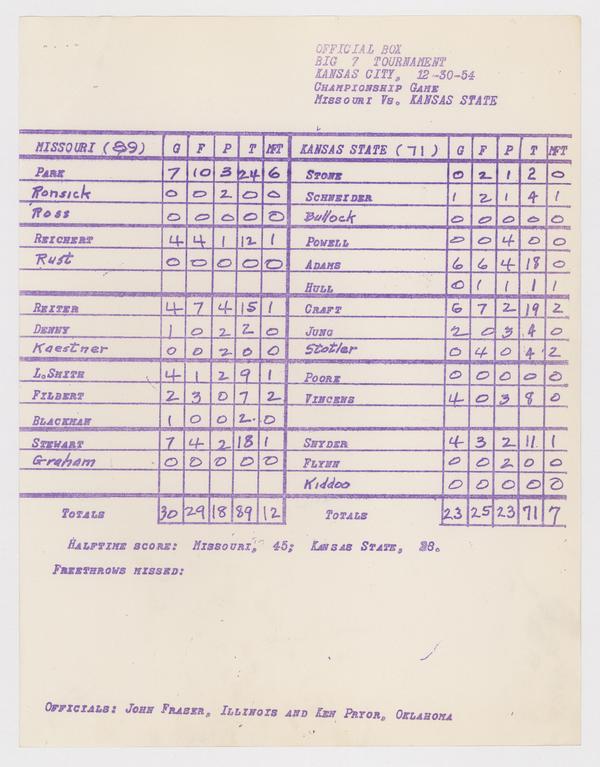 OFFICIAL BOX
BIG 7 TOURNAMENT
KANSAS CITY, 12-30-54
CHAMPIONSHIP GAME
MISSOURI VS. KANSAS STATE
MISSOURI (89) G F P T MFT KANSAS STATE (71) G F P T MFT
PARK 7 10 3 24 6 STONE 0 2 1 2 0
Ronsick 0 0 2 0 0 SCHNEIDER 1 2 1 4 1
Ross 0 0 0 0 0 Bullock 0 0 0 0 0
REICHERT 4 4 1 12 1 POWELL 0 0 4 0 0
Rust 0 0 0 0 0 ADAMS 6 6 4 18 0
HULL 0 1 1 1 1
REITER 4 7 4 15 1 CRAFT 6 7 2 19 2
DENNY 1 0 2 2 0 JUNG 2 0 3 4 0
Kaestner 0 0 2 0 0 Stotler 0 4 0 4 2
L.SMITH 4 1 2 9 1 POORE 0 0 0 0 0
FILBERT 2 3 0 7 2 VINCENS 4 0 3 8 0
BLACKMAN 1 0 0 2 0
STEWART 7 4 2 18 1 SNYDER 4 3 2 11 1
Graham 0 0 0 0 0 FLYNN 0 0 2 0 0
Kiddoo 0 0 0 0 0
TOTALS 30 29 18 89 12 TOTALS 23 25 23 71 7
HALFTIME SCORE: MISSOURI, 45; KANSAS STATE, 38.
FREETHROWS MISSED:
OFFICIALS: JOHN FRASER, ILLINOIS AND KEN PRYOR, OKLAHOMA